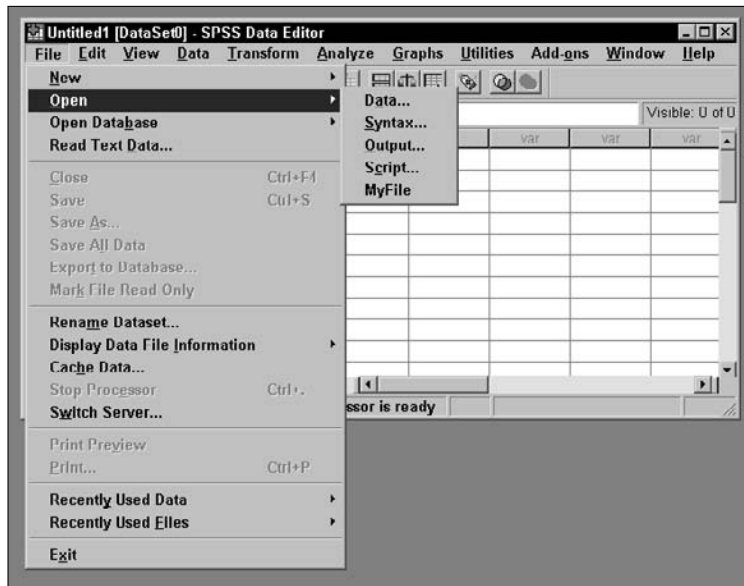 Untitled1 [DataSet0] - SPSS Data Editor
File Edit View Data Transform Analyze Graphs Utilities Add-ons Window Help
New
Open
Open Database
Read Text Data...
Close Ctrl+F4
Save Ctrl+S
Save As...
Save All Data
Export to Database...
Mark File Read Only
Rename Dataset...
Display Data File Information
Cache Data...
Stop Processor Ctrl+.
Switch Server...
Print Preview
Print... Ctrl+P
Recently Used Data
Recently Used Files
Exit
Data...
Syntax...
Output...
Script...
MyFile
Visible: 0 of 0
var var var
ssor is ready